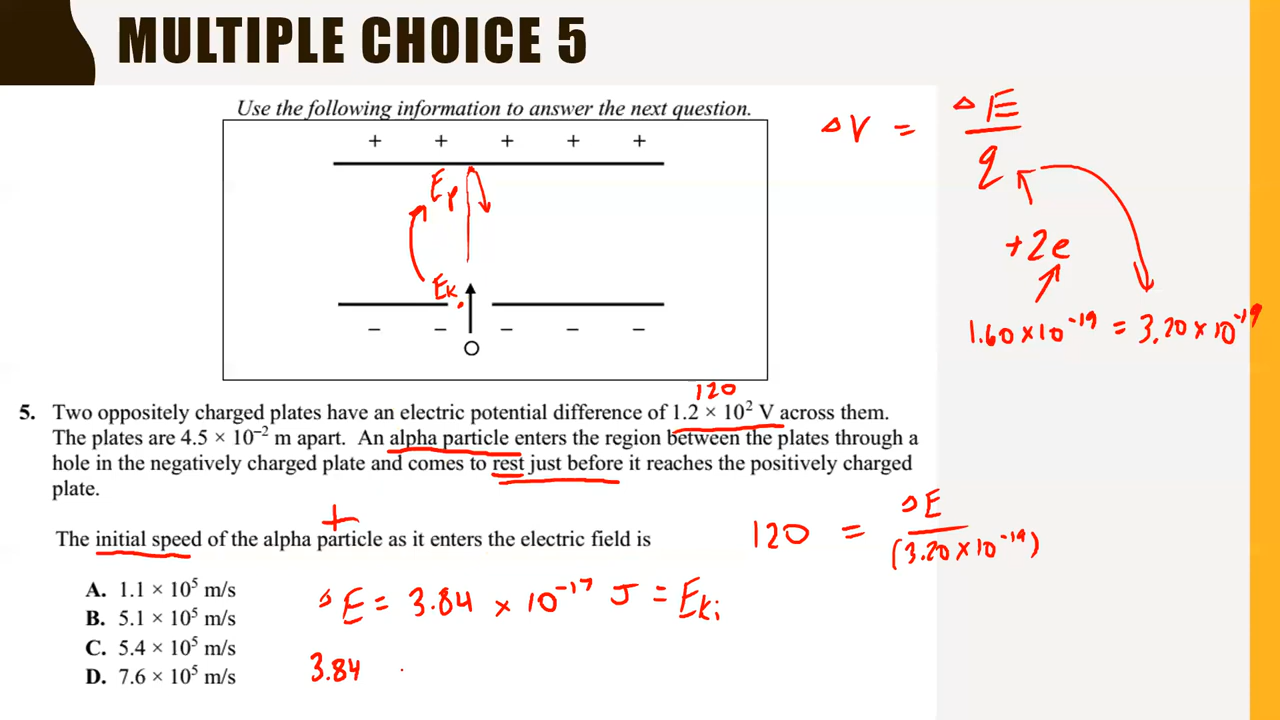 MULTIPLE CHOICE 5
Use the following information to answer the next question.
+ + + + +
Ep
Ek
– – – – –
ΔV = ΔE / q
+2e
1.60 × 10⁻¹⁹ = 3.20 × 10⁻¹⁹
120
5. Two oppositely charged plates have an electric potential difference of 1.2 × 10² V across them.
The plates are 4.5 × 10⁻² m apart. An alpha particle enters the region between the plates through a
hole in the negatively charged plate and comes to rest just before it reaches the positively charged
plate.
+
The initial speed of the alpha particle as it enters the electric field is
120 = ΔE / (3.20 × 10⁻¹⁹)
A. 1.1 × 10⁵ m/s
B. 5.1 × 10⁵ m/s
C. 5.4 × 10⁵ m/s
D. 7.6 × 10⁵ m/s
ΔE = 3.84 × 10⁻¹⁷ J = Eki
3.84